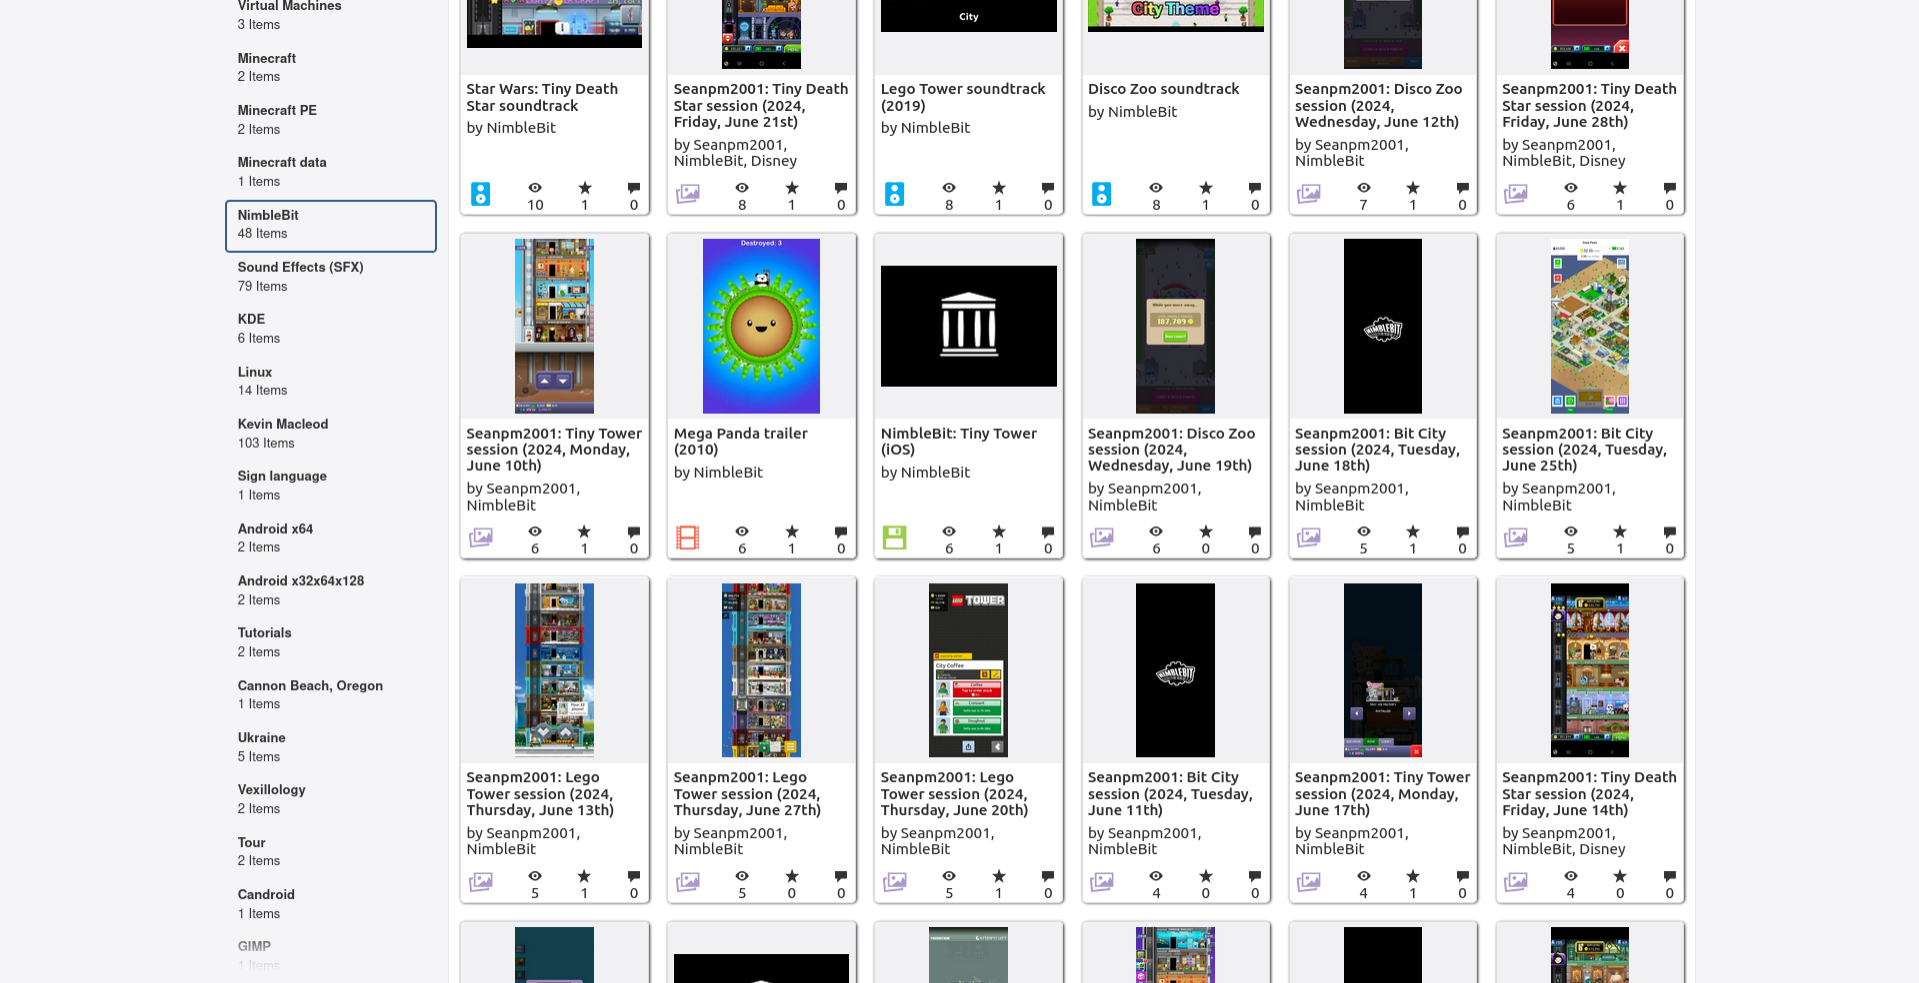 Virtual Machines
3 Items
Minecraft
2 Items
Minecraft PE
2 Items
Minecraft data
1 Items
NimbleBit
48 Items
Sound Effects (SFX)
79 Items
KDE
6 Items
Linux
14 Items
Kevin Macleod
103 Items
Sign language
1 Items
Android x64
2 Items
Android x32x64x128
2 Items
Tutorials
2 Items
Cannon Beach, Oregon
1 Items
Ukraine
5 Items
Vexillology
2 Items
Tour
2 Items
Candroid
1 Items
GIMP
1 Items
City
City Theme
Star Wars: Tiny Death
Star soundtrack
by NimbleBit
10 1 0
Seanpm2001: Tiny Death
Star session (2024,
Friday, June 21st)
by Seanpm2001,
NimbleBit, Disney
8 1 0
Lego Tower soundtrack
(2019)
by NimbleBit
8 1 0
Disco Zoo soundtrack
by NimbleBit
8 1 0
Seanpm2001: Disco Zoo
session (2024,
Wednesday, June 12th)
by Seanpm2001,
NimbleBit
7 1 0
Seanpm2001: Tiny Death
Star session (2024,
Friday, June 28th)
by Seanpm2001,
NimbleBit, Disney
6 1 0
Seanpm2001: Tiny Tower
session (2024, Monday,
June 10th)
by Seanpm2001,
NimbleBit
6 1 0
Destroyed: 3
Mega Panda trailer
(2010)
by NimbleBit
6 1 0
NimbleBit: Tiny Tower
(iOS)
by NimbleBit
6 1 0
While you were away...
187,709
Seanpm2001: Disco Zoo
session (2024,
Wednesday, June 19th)
by Seanpm2001,
NimbleBit
6 0 0
NIMBLEBIT
Seanpm2001: Bit City
session (2024, Tuesday,
June 18th)
by Seanpm2001,
NimbleBit
5 1 0
Seanpm2001: Bit City
session (2024, Tuesday,
June 25th)
by Seanpm2001,
NimbleBit
5 1 0
Seanpm2001: Lego
Tower session (2024,
Thursday, June 13th)
by Seanpm2001,
NimbleBit
5 1 0
Seanpm2001: Lego
Tower session (2024,
Thursday, June 27th)
by Seanpm2001,
NimbleBit
5 0 0
LEGO TOWER
City Coffee
Coffee
Croissant
Doughnut
Seanpm2001: Lego
Tower session (2024,
Thursday, June 20th)
by Seanpm2001,
NimbleBit
5 1 0
NIMBLEBIT
Seanpm2001: Bit City
session (2024, Tuesday,
June 11th)
by Seanpm2001,
NimbleBit
4 0 0
Seanpm2001: Tiny Tower
session (2024, Monday,
June 17th)
by Seanpm2001,
NimbleBit
4 1 0
Seanpm2001: Tiny Death
Star session (2024,
Friday, June 14th)
by Seanpm2001,
NimbleBit, Disney
4 0 0